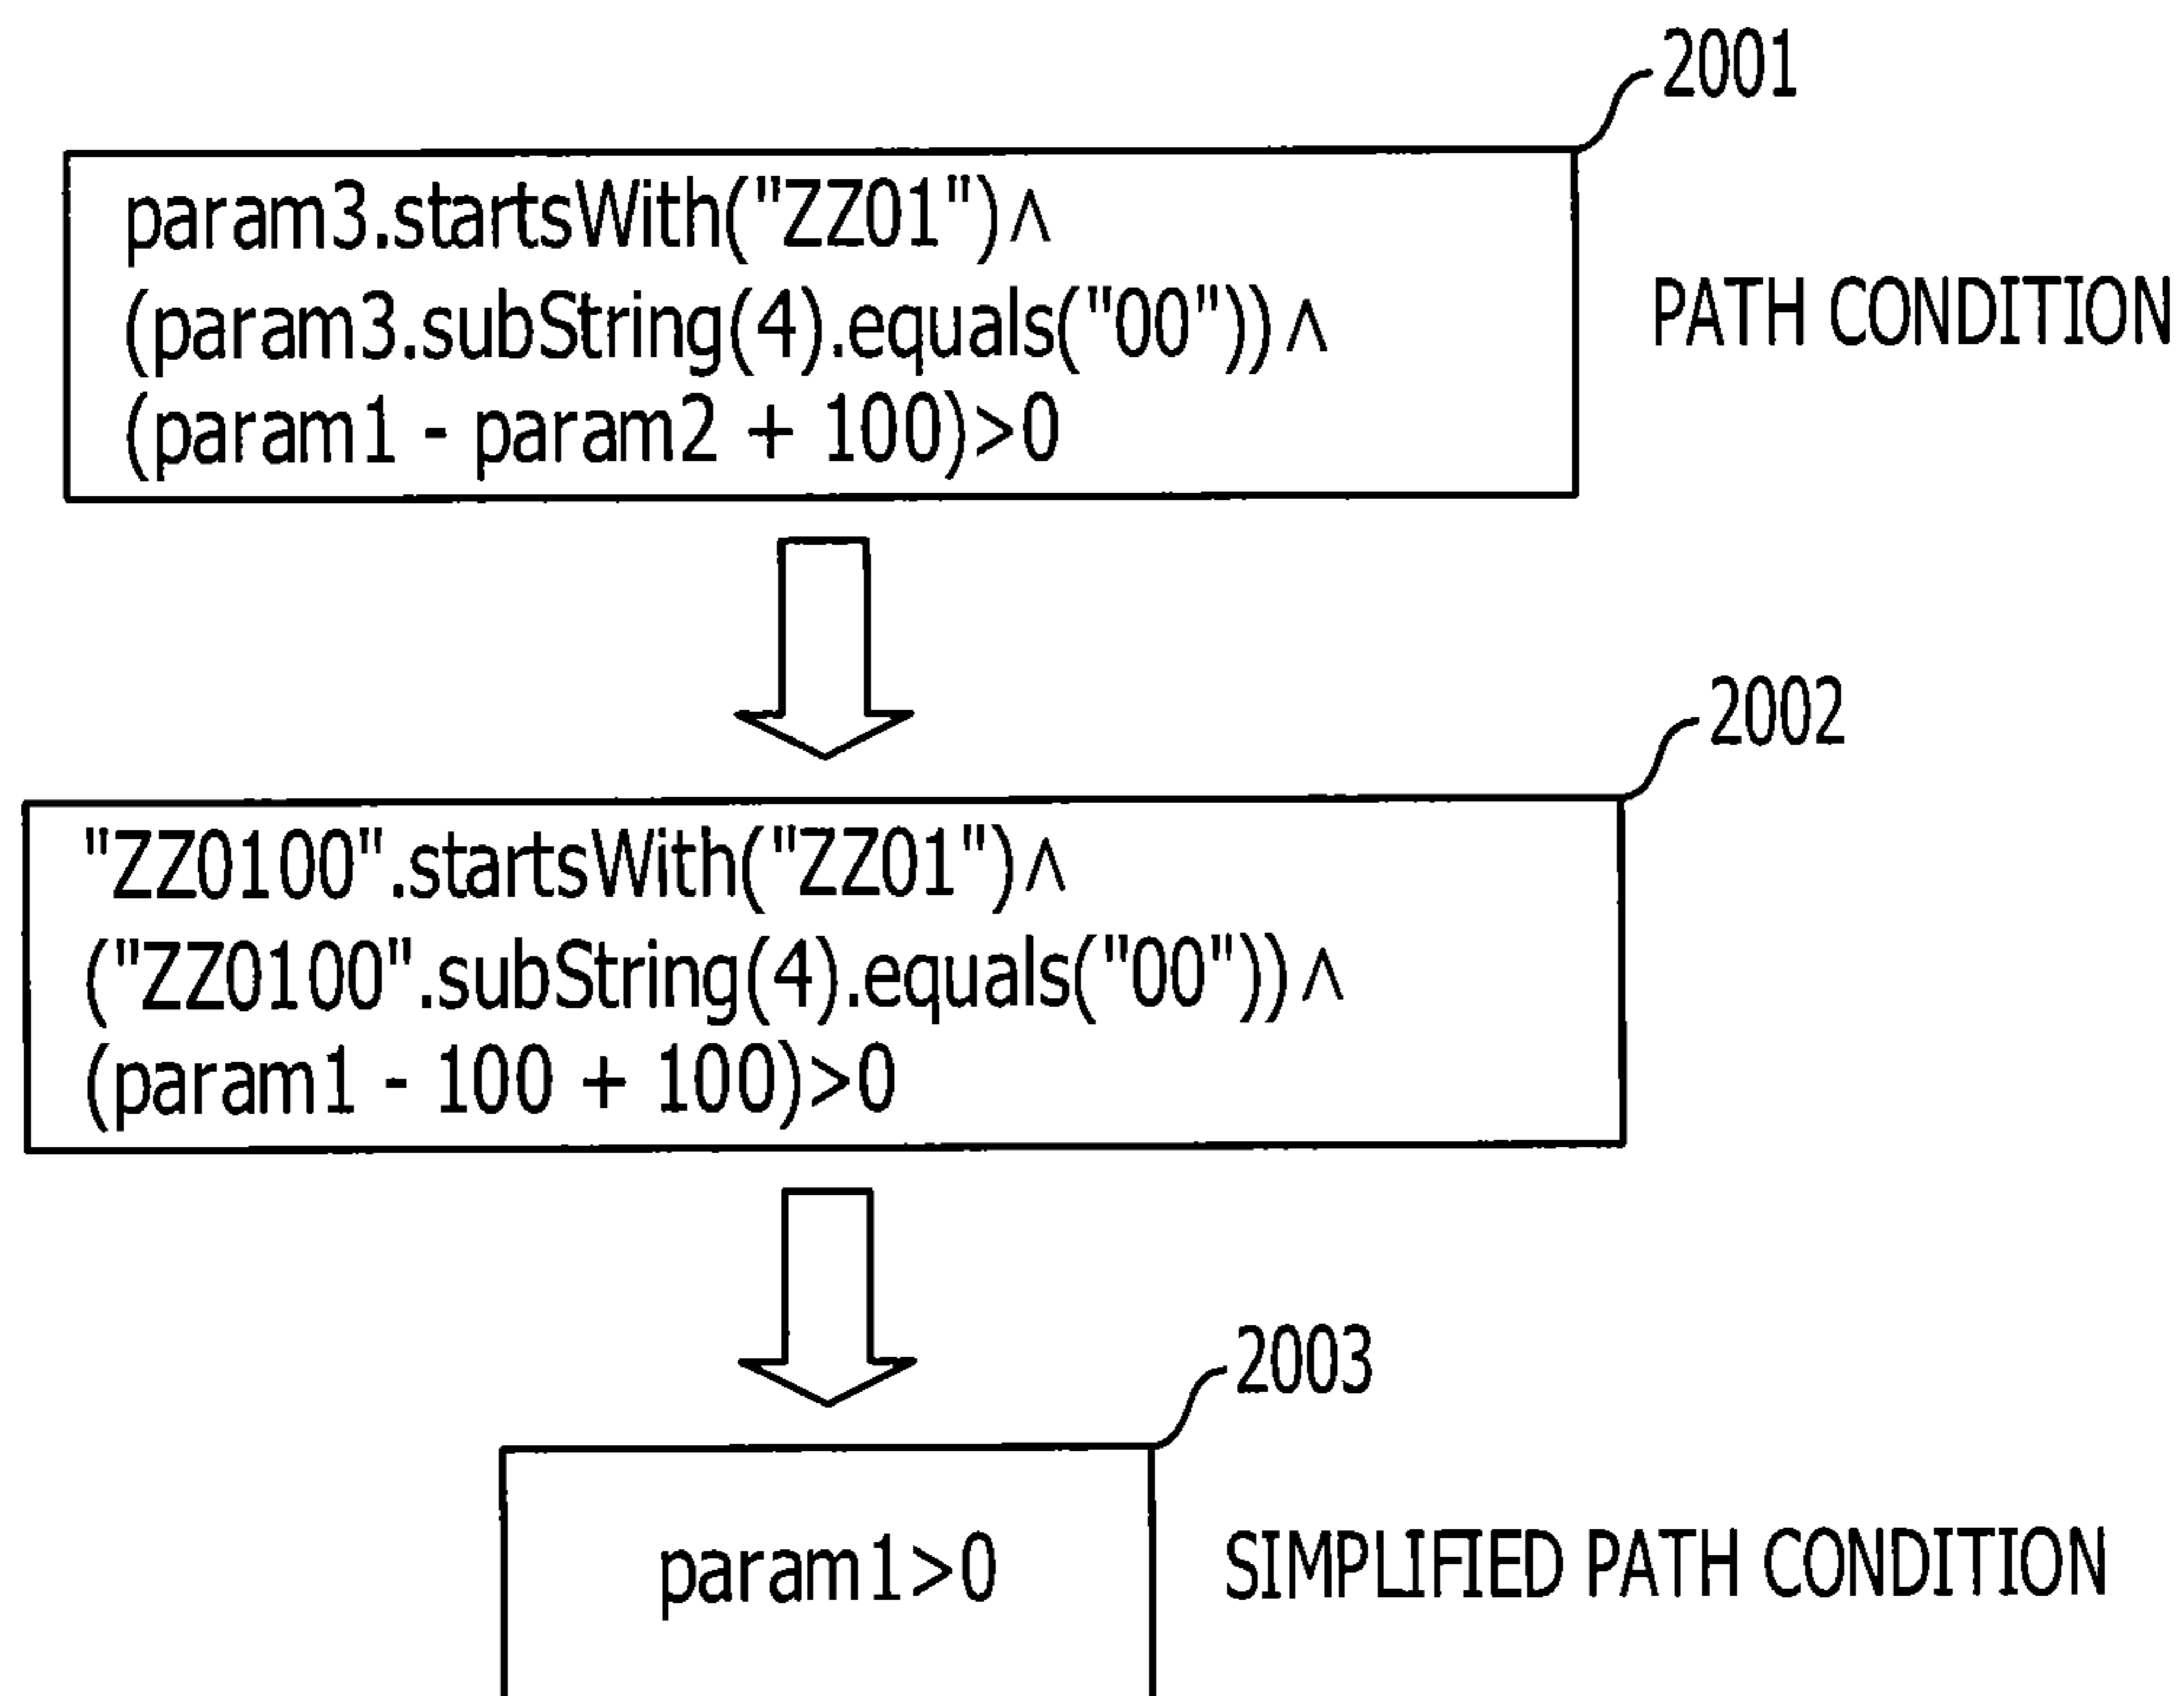 2001
param3.startsWith("ZZ01")∧
(param3.subString(4).equals("00"))∧
(param1 - param2 + 100)>0
PATH CONDITION
2002
"ZZ0100".startsWith("ZZ01")∧
("ZZ0100".subString(4).equals("00"))∧
(param1 - 100 + 100)>0
2003
param1>0
SIMPLIFIED PATH CONDITION